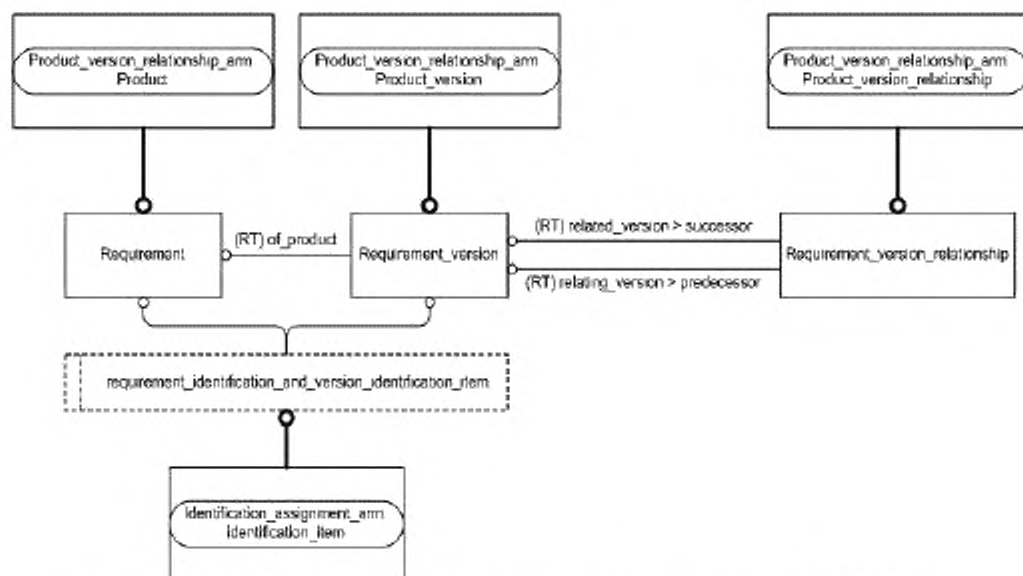 Product_version_relationship_arm
Product
Product_version_relationship_arm
Product_version
Product_version_relationship_arm
Product_version_relationship
(RT) of_product
(RT) related_version > successor
Requirement
Requirement_version
Requirement_version_relationship
(RT) relating_version > predecessor
requirement_identification_and_version_identification_item
identification_assignment_arm
identification_item